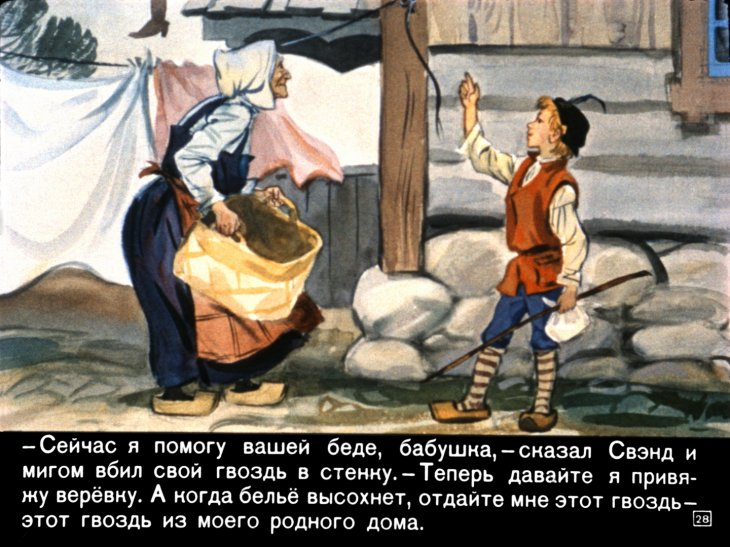 –Сейчас я помогу вашей беде, бабушка,–сказал Свэнд и
мигом вбил свой гвоздь в стенку.–Теперь давайте я привя-
жу верёвку. А когда бельё высохнет, отдайте мне этот гвоздь–
этот гвоздь из моего родного дома.
28